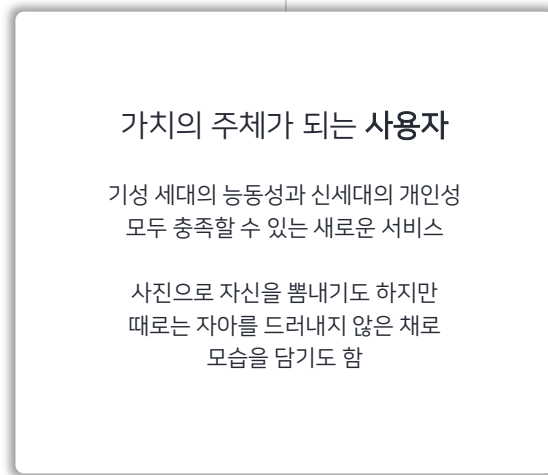 가치의 주체가 되는 사용자
기성 세대의 능동성과 신세대의 개인성
모두 충족할 수 있는 새로운 서비스
사진으로 자신을 뽐내기도 하지만
때로는 자아를 드러내지 않은 채로
모습을 담기도 함